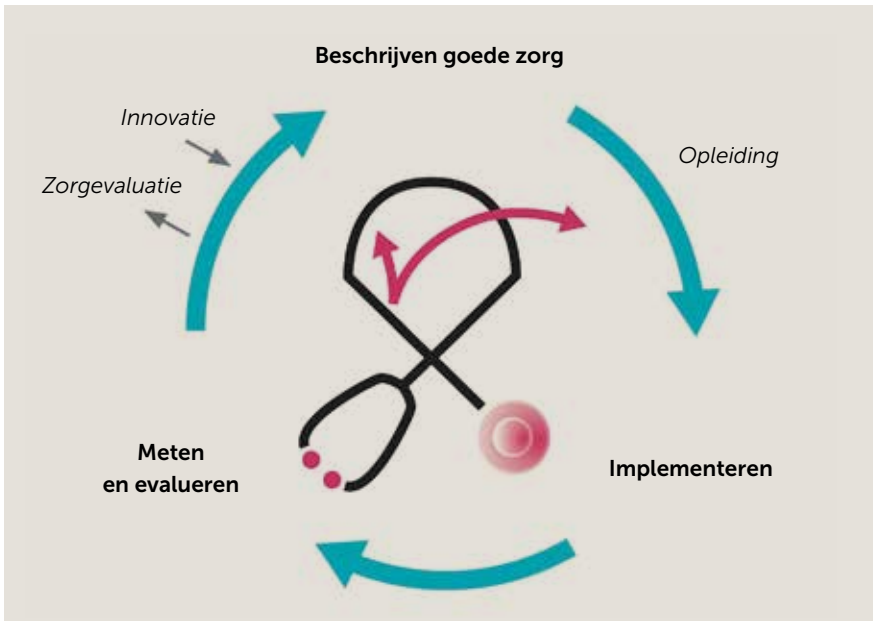 Beschrijven goede zorg
Innovatie
Zorgevaluatie
Opleiding
Meten
en evalueren
Implementeren